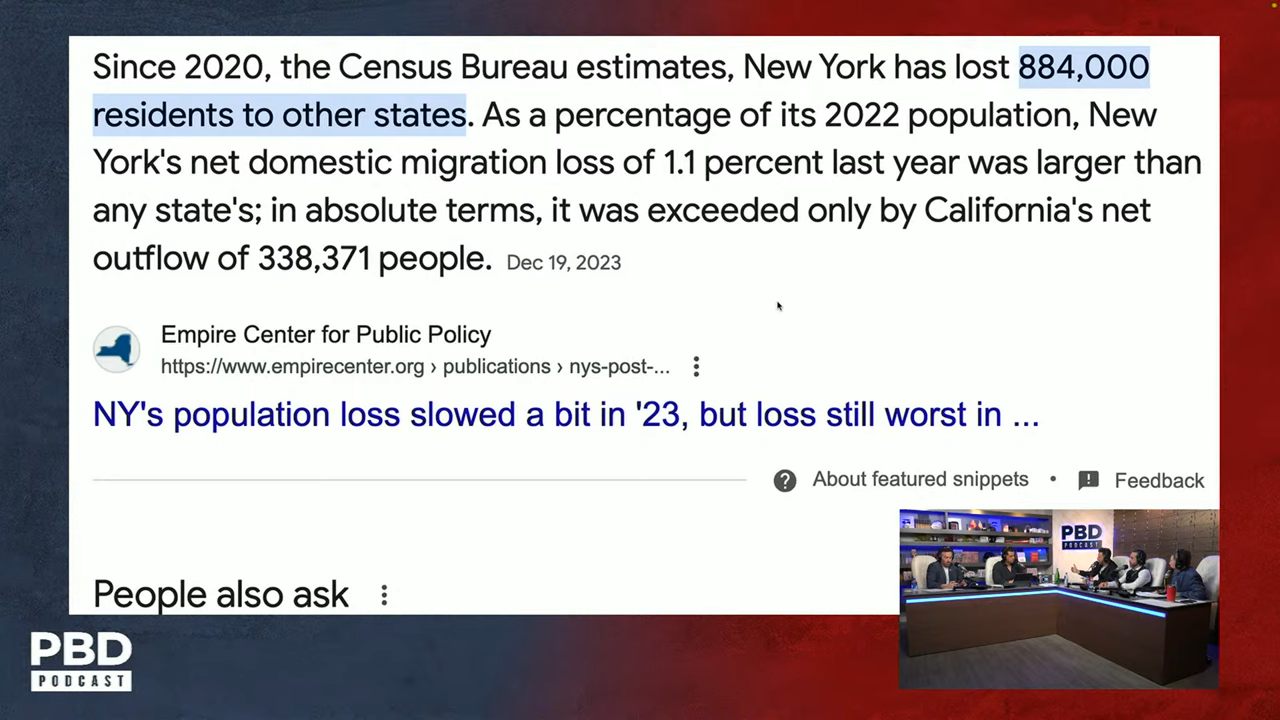 Since 2020, the Census Bureau estimates, New York has lost 884,000
residents to other states. As a percentage of its 2022 population, New
York's net domestic migration loss of 1.1 percent last year was larger than
any state's; in absolute terms, it was exceeded only by California's net
outflow of 338,371 people. Dec 19, 2023
Empire Center for Public Policy
https://www.empirecenter.org › publications › nys-post-...
NY's population loss slowed a bit in '23, but loss still worst in ...
About featured snippets • Feedback
People also ask
PBD
PODCAST
PBD
PODCAST